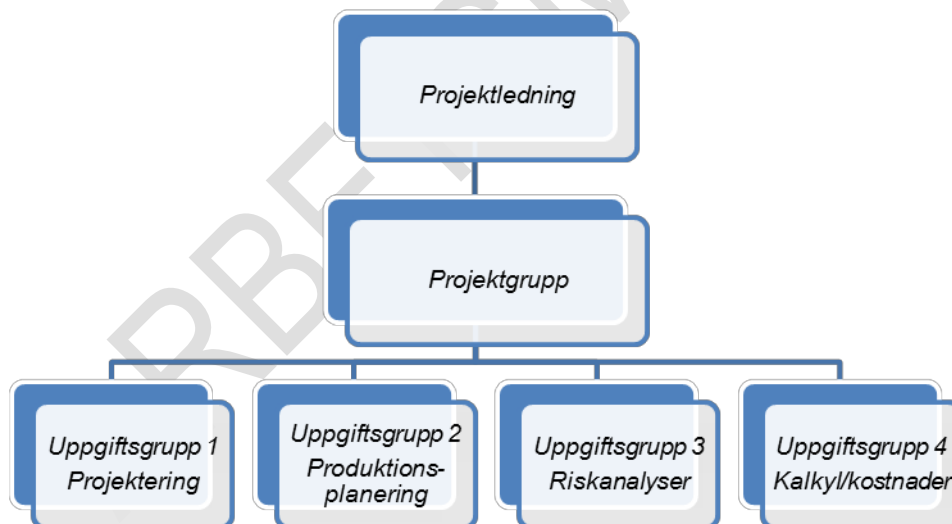 Projektledning
Projektgrupp
Uppgiftsgrupp 1
Projektering
Uppgiftsgrupp 2
Produktions-
planering
Uppgiftsgrupp 3
Riskanalyser
Uppgiftsgrupp 4
Kalkyl/kostnader